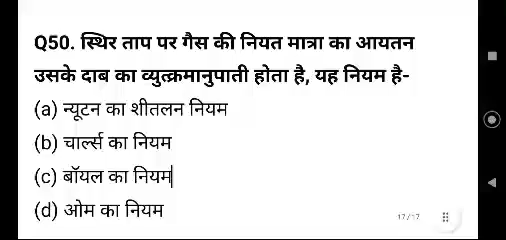 Q50. स्थिर ताप पर गैस की नियत मात्रा का आयतन
उसके दाब का व्युत्क्रमानुपाती होता है, यह नियम है-
(a) न्यूटन का शीतलन नियम
(b) चार्ल्स का नियम
(c) बॉयल का नियम
(d) ओम का नियम
17/17